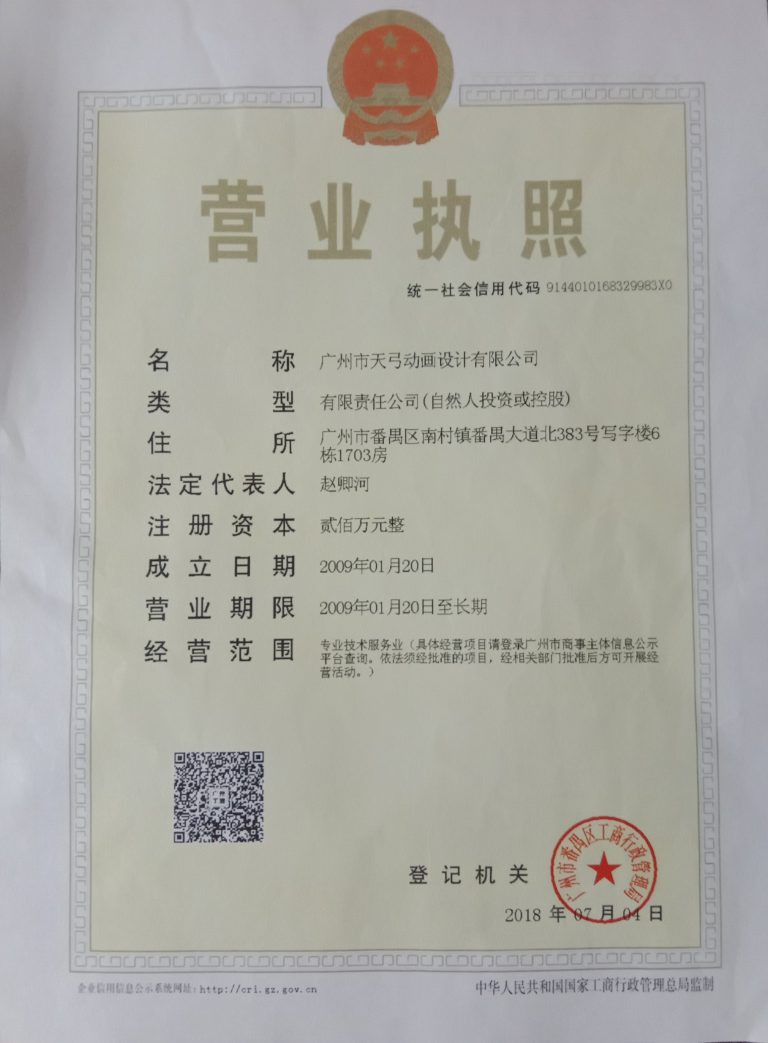 营业执照
统一社会信用代码 9144010168329983X0
名称 广州市天弓动画设计有限公司
类型 有限责任公司(自然人投资或控股)
住所 广州市番禺区南村镇番禺大道北383号写字楼6
栋1703房
法定代表人 赵卿河
注册资本 贰佰万元整
成立日期 2009年01月20日
营业期限 2009年01月20日至长期
经营范围 专业技术服务业（具体经营项目请登录广州市商事主体信息公示
平台查询。依法须经批准的项目，经相关部门批准后方可开展经
营活动。）
登记机关
广州市番禺区工商行政管理局
2018 年 07 月 04 日
企业信用信息公示系统网址：http://cri.gz.gov.cn
中华人民共和国国家工商行政管理总局监制